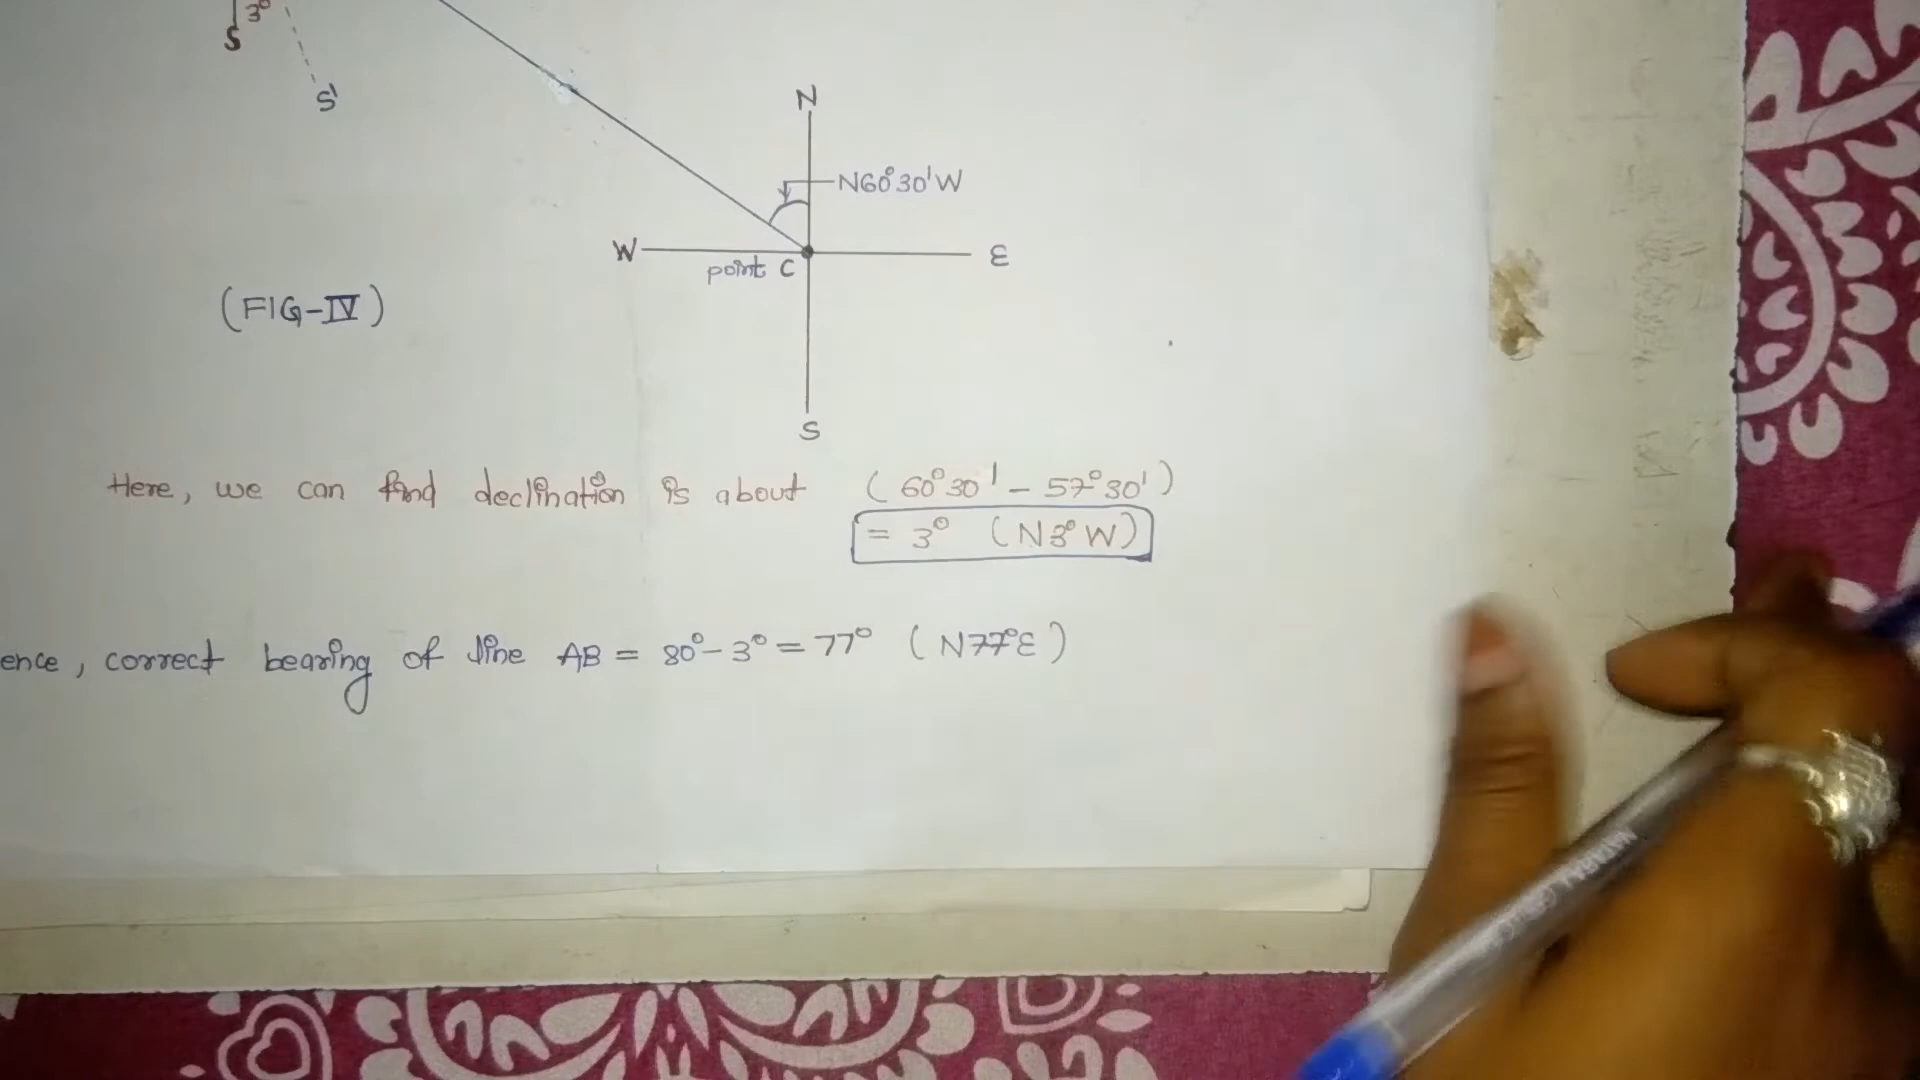 3°
S
S'
N
N60°30'W
W
E
point C
(FIG-IV)
S
Here, we can find declination is about (60°30' - 57°30')
= 3° (N3°W)
ence, correct bearing of line AB = 80° - 3° = 77° (N77°E)